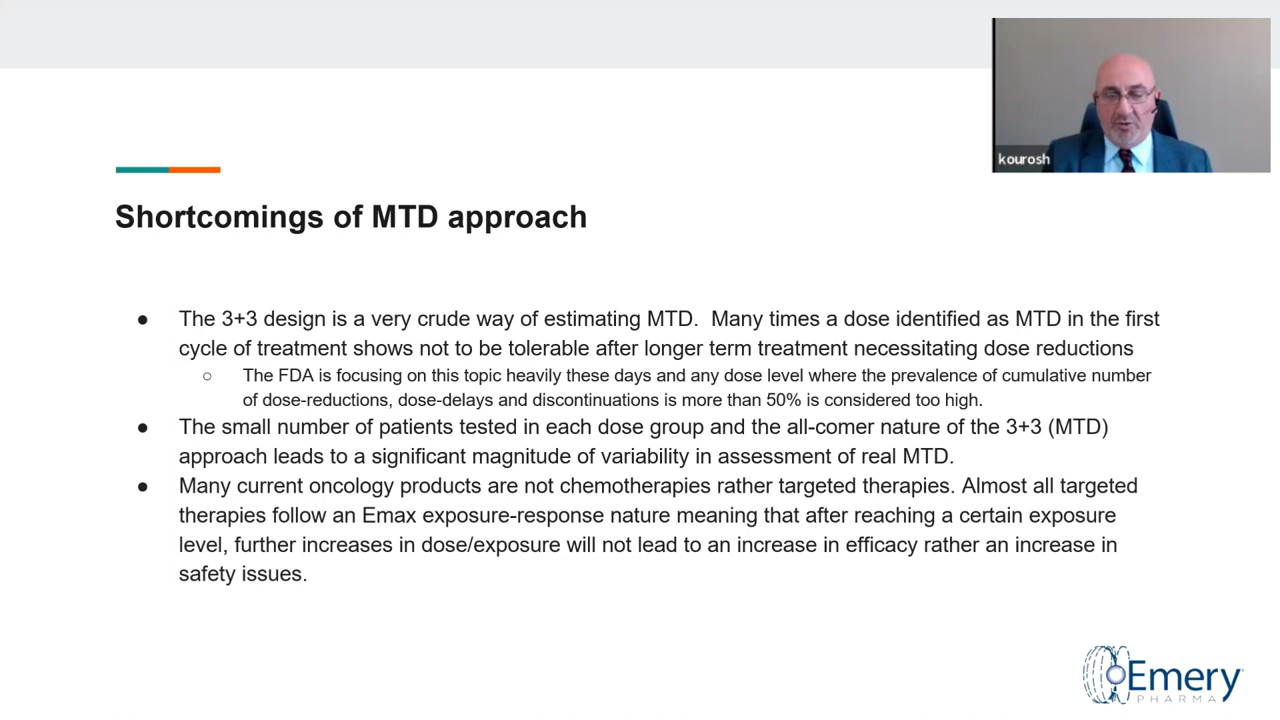 kourosh
Shortcomings of MTD approach
● The 3+3 design is a very crude way of estimating MTD.  Many times a dose identified as MTD in the first
cycle of treatment shows not to be tolerable after longer term treatment necessitating dose reductions
○ The FDA is focusing on this topic heavily these days and any dose level where the prevalence of cumulative number
of dose-reductions, dose-delays and discontinuations is more than 50% is considered too high.
● The small number of patients tested in each dose group and the all-comer nature of the 3+3 (MTD)
approach leads to a significant magnitude of variability in assessment of real MTD.
● Many current oncology products are not chemotherapies rather targeted therapies. Almost all targeted
therapies follow an Emax exposure-response nature meaning that after reaching a certain exposure
level, further increases in dose/exposure will not lead to an increase in efficacy rather an increase in
safety issues.
Emery
PHARMA